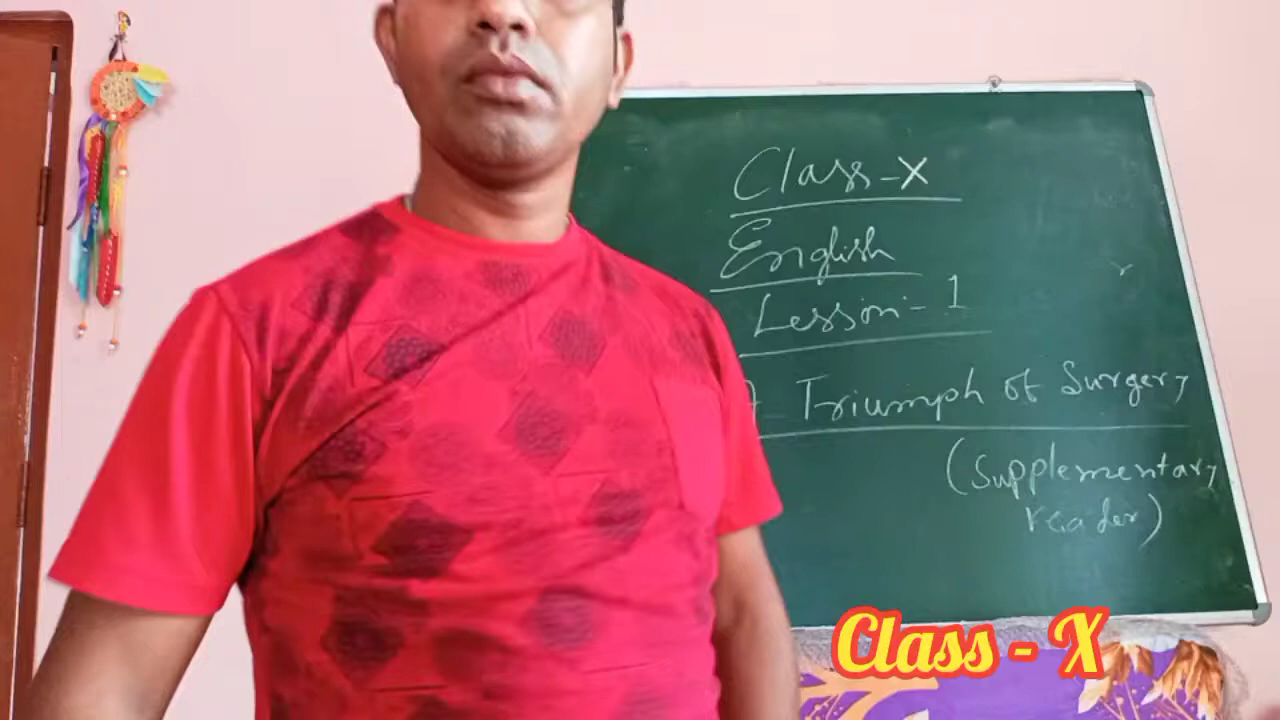 Class - X
English
Lesson - 1
Triumph of Surgery
(Supplementary
reader)
Class - X